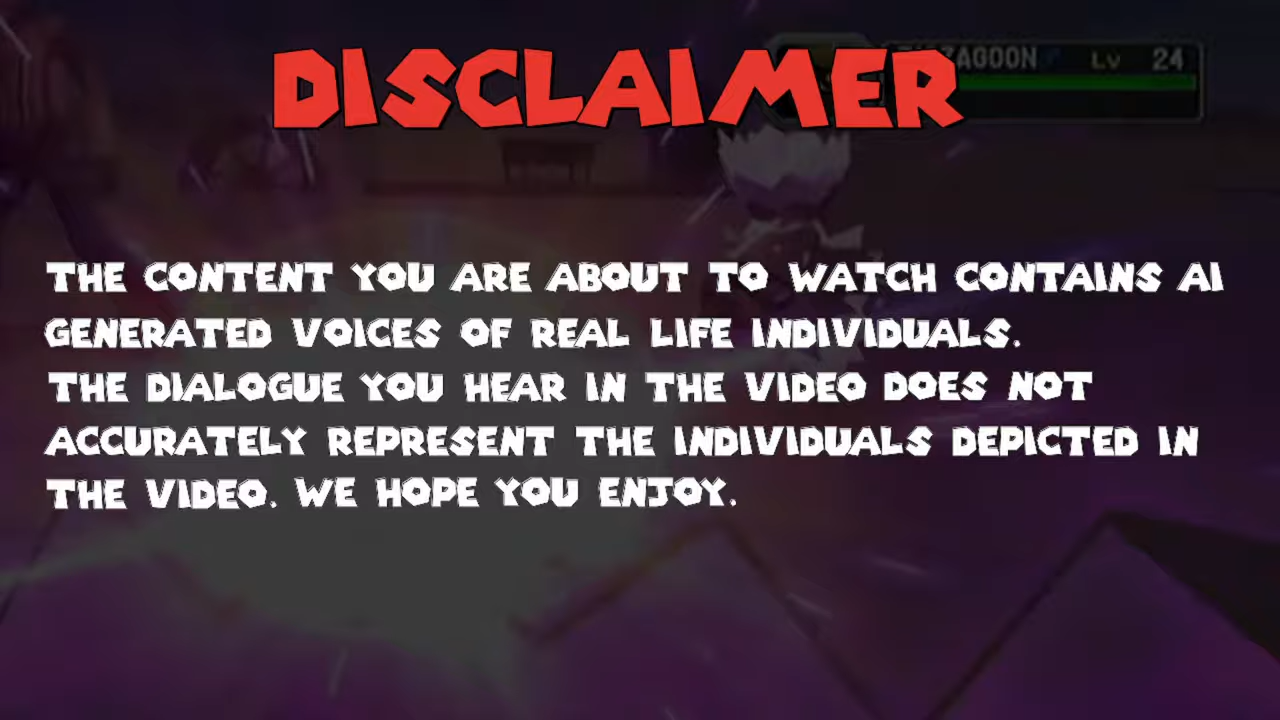 DISCLAIMER
Lv 24
THE CONTENT YOU ARE ABOUT TO WATCH CONTAINS AI
GENERATED VOICES OF REAL LIFE INDIVIDUALS.
THE DIALOGUE YOU HEAR IN THE VIDEO DOES NOT
ACCURATELY REPRESENT THE INDIVIDUALS DEPICTED IN
THE VIDEO. WE HOPE YOU ENJOY.